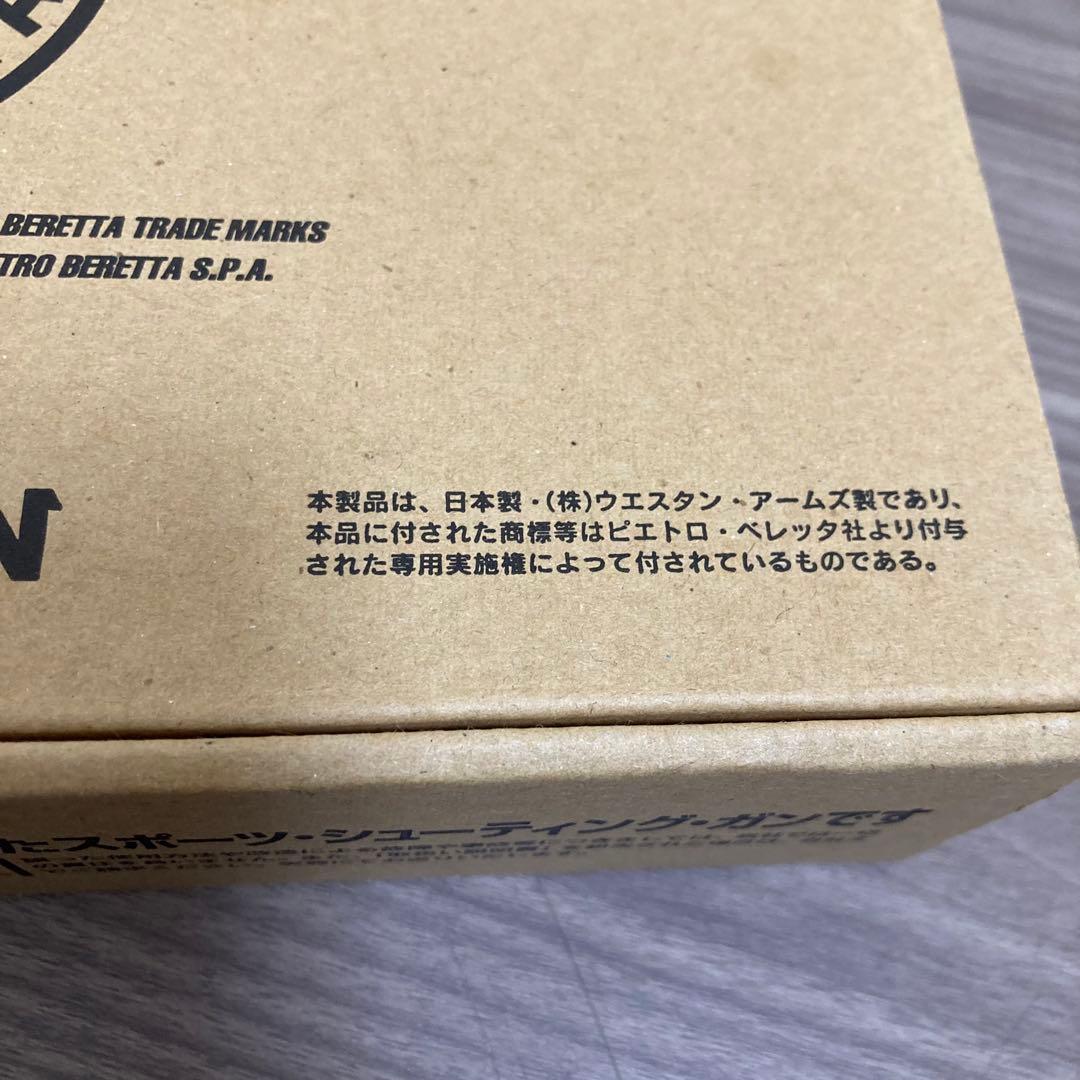 R
BERETTA TRADE MARKS
TRO BERETTA S.P.A.
N
本製品は、日本製・(株)ウエスタン・アームズ製であり、
本品に付された商標等はピエトロ・ベレッタ社より付与
された専用実施権によって付されているものである。
たスポーツ・シューティング・ガンです